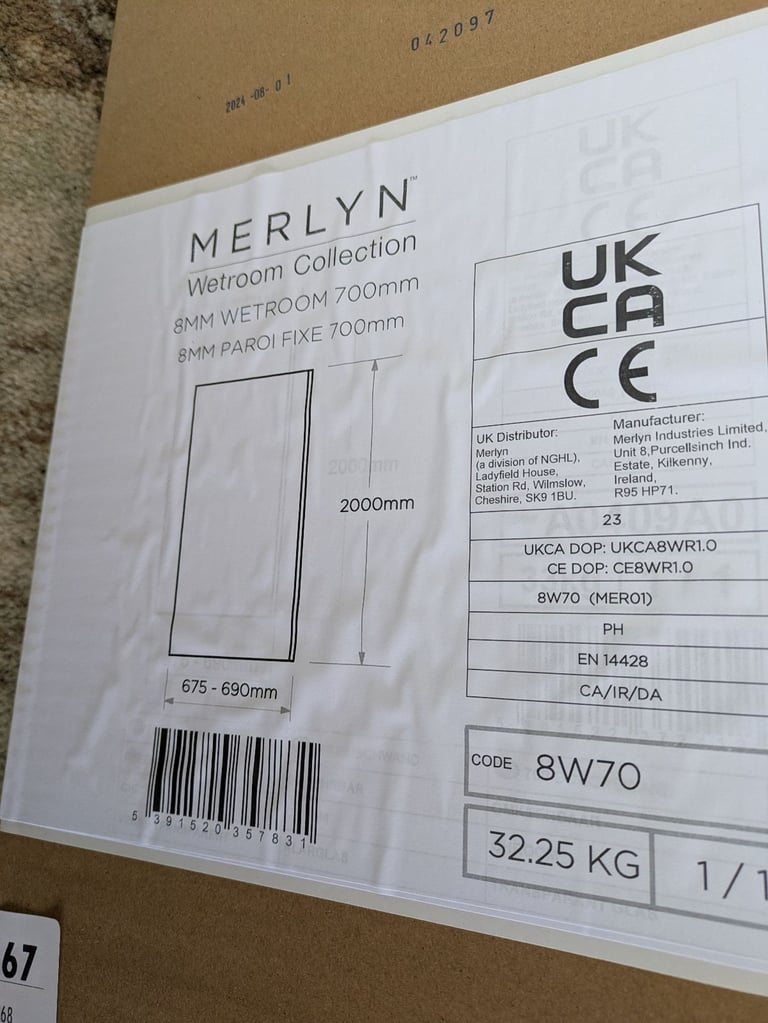 042097
2024-08-01
MERLYN™
Wetroom Collection
8MM WETROOM 700mm
8MM PAROI FIXE 700mm
2000mm
2000mm
675 - 690mm
5 391520 357831
UK
CA
CE
UK Distributor:
Merlyn
(a division of NGHL),
Ladyfield House,
Station Rd, Wilmslow,
Cheshire, SK9 1BU.
Manufacturer:
Merlyn Industries Limited,
Unit 8,Purcellsinch Ind.
Estate, Kilkenny,
Ireland,
R95 HP71.
23
UKCA DOP: UKCA8WR1.0
CE DOP: CE8WR1.0
8W70 (MER01)
PH
EN 14428
CA/IR/DA
CODE 8W70
32.25 KG
1/1
67
68